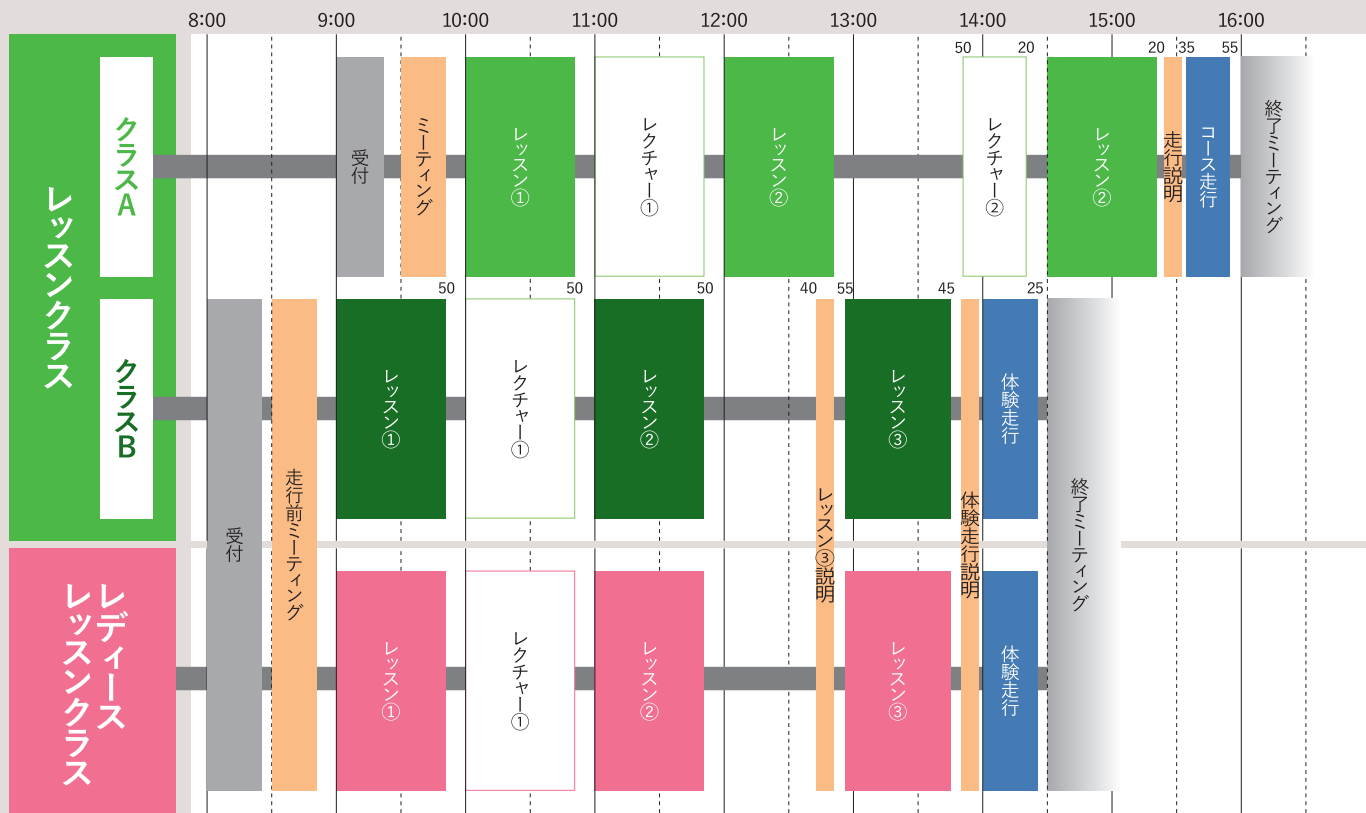 8:00 9:00 10:00 11:00 12:00 13:00 14:00 15:00 16:00
レッスンクラス
クラスA
受付
ミーティング
レッスン①
レクチャー①
レッスン②
50 20
レクチャー②
レッスン②
20 35 55
走行説明
コース走行
終了ミーティング
クラスB
50 50 50 40 55 45 25
受付
走行前ミーティング
レッスン①
レクチャー①
レッスン②
レッスン③説明
レッスン③
体験走行説明
体験走行
終了ミーティング
レディース
レッスンクラス
レッスン①
レクチャー①
レッスン②
レッスン③
体験走行